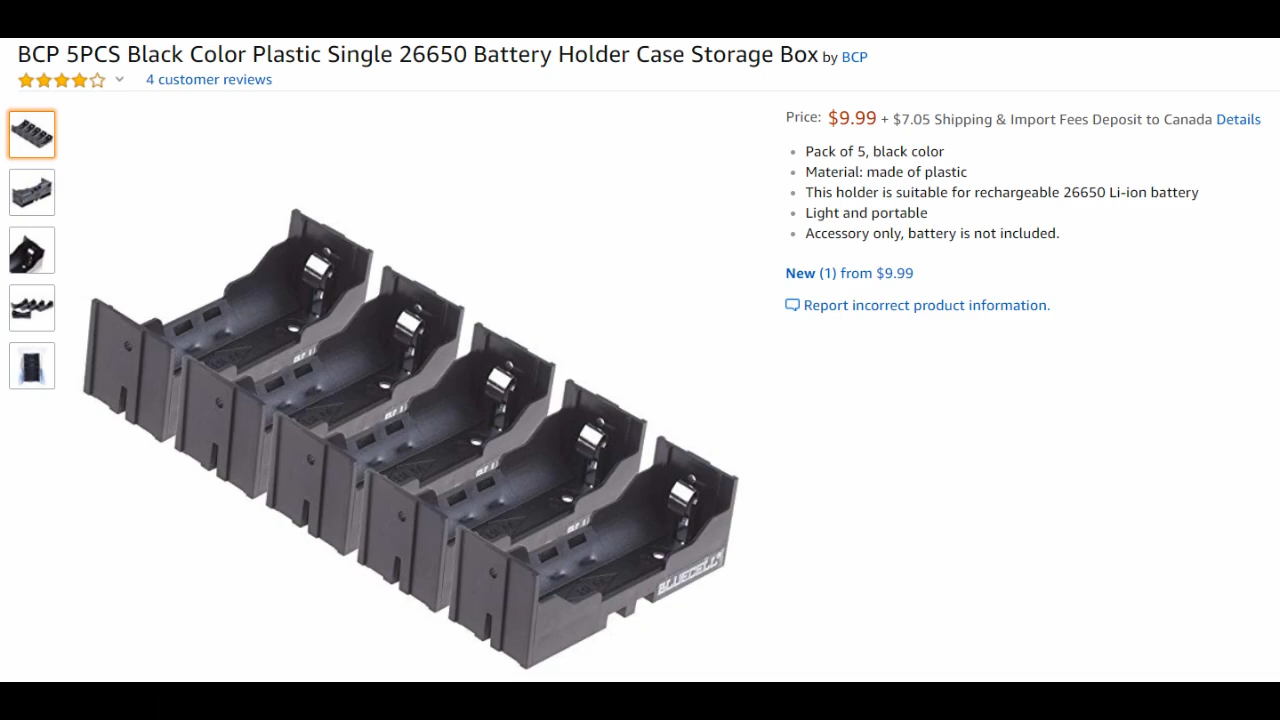 BCP 5PCS Black Color Plastic Single 26650 Battery Holder Case Storage Box by BCP
4 customer reviews
Price: $9.99 + $7.05 Shipping & Import Fees Deposit to Canada Details
Pack of 5, black color
Material: made of plastic
This holder is suitable for rechargeable 26650 Li-ion battery
Light and portable
Accessory only, battery is not included.
New (1) from $9.99
Report incorrect product information.
BLUECELL